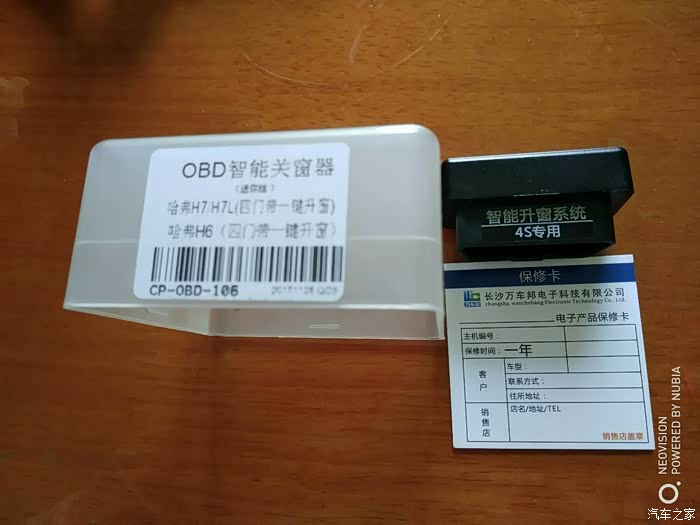 OBD智能关窗器
（迷你版）
哈弗H7/H7L(四门带一键升窗)
哈弗H6（四门带一键升窗）
CP-OBD-106
智能升窗系统
4S专用
保修卡
长沙万车邦电子科技有限公司
changsha wanchebang Electronic Technology Co., Ltd.
电子产品保修卡
主机编号：
保修时间：一年
客户
车型：
联系方式：
住所地址：
销售店
店名/地址/TEL
销售店盖章
NEOVISION
POWERED BY NUBIA
汽车之家